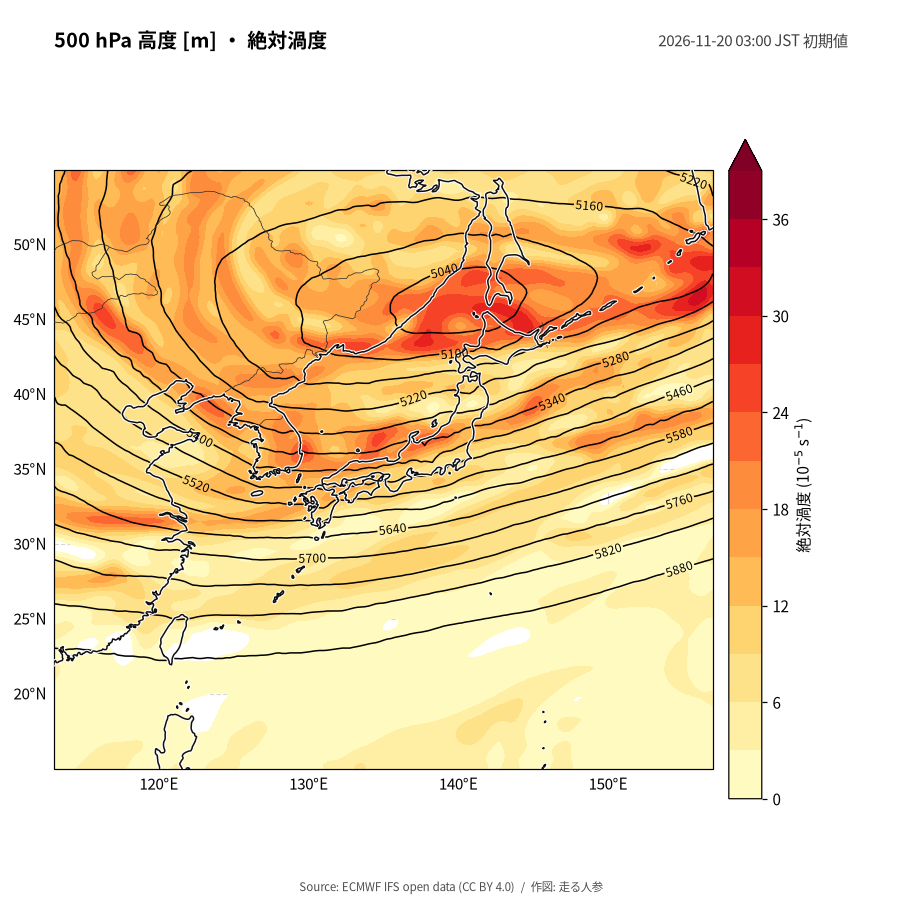 500 hPa 高度 [m] ・ 絶対渦度
2026-11-20 03:00 JST 初期値
5220
5160
50°N
5040
36
45°N
30
5100
5280
5460
40°N
5220
5340
24
5400
5580
35°N
5520
絶対渦度 (10⁻⁵ s⁻¹)
18
5760
5640
30°N
5700
5820
5880
12
25°N
20°N
6
0
120°E
130°E
140°E
150°E
Source: ECMWF IFS open data (CC BY 4.0) / 作図: 走る人参